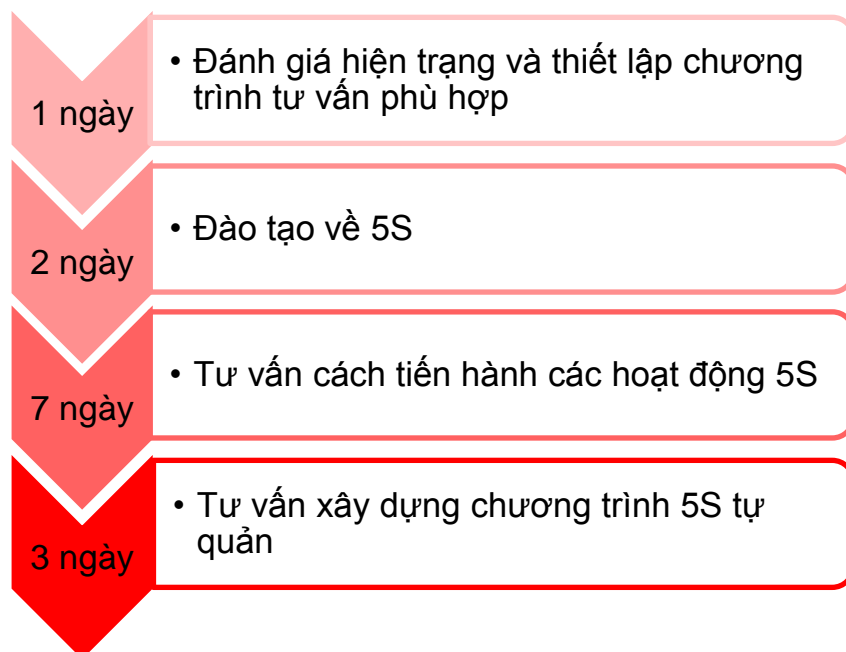 1 ngày
• Đánh giá hiện trạng và thiết lập chương
trình tư vấn phù hợp
2 ngày
• Đào tạo về 5S
7 ngày
• Tư vấn cách tiến hành các hoạt động 5S
3 ngày
• Tư vấn xây dựng chương trình 5S tự
quản